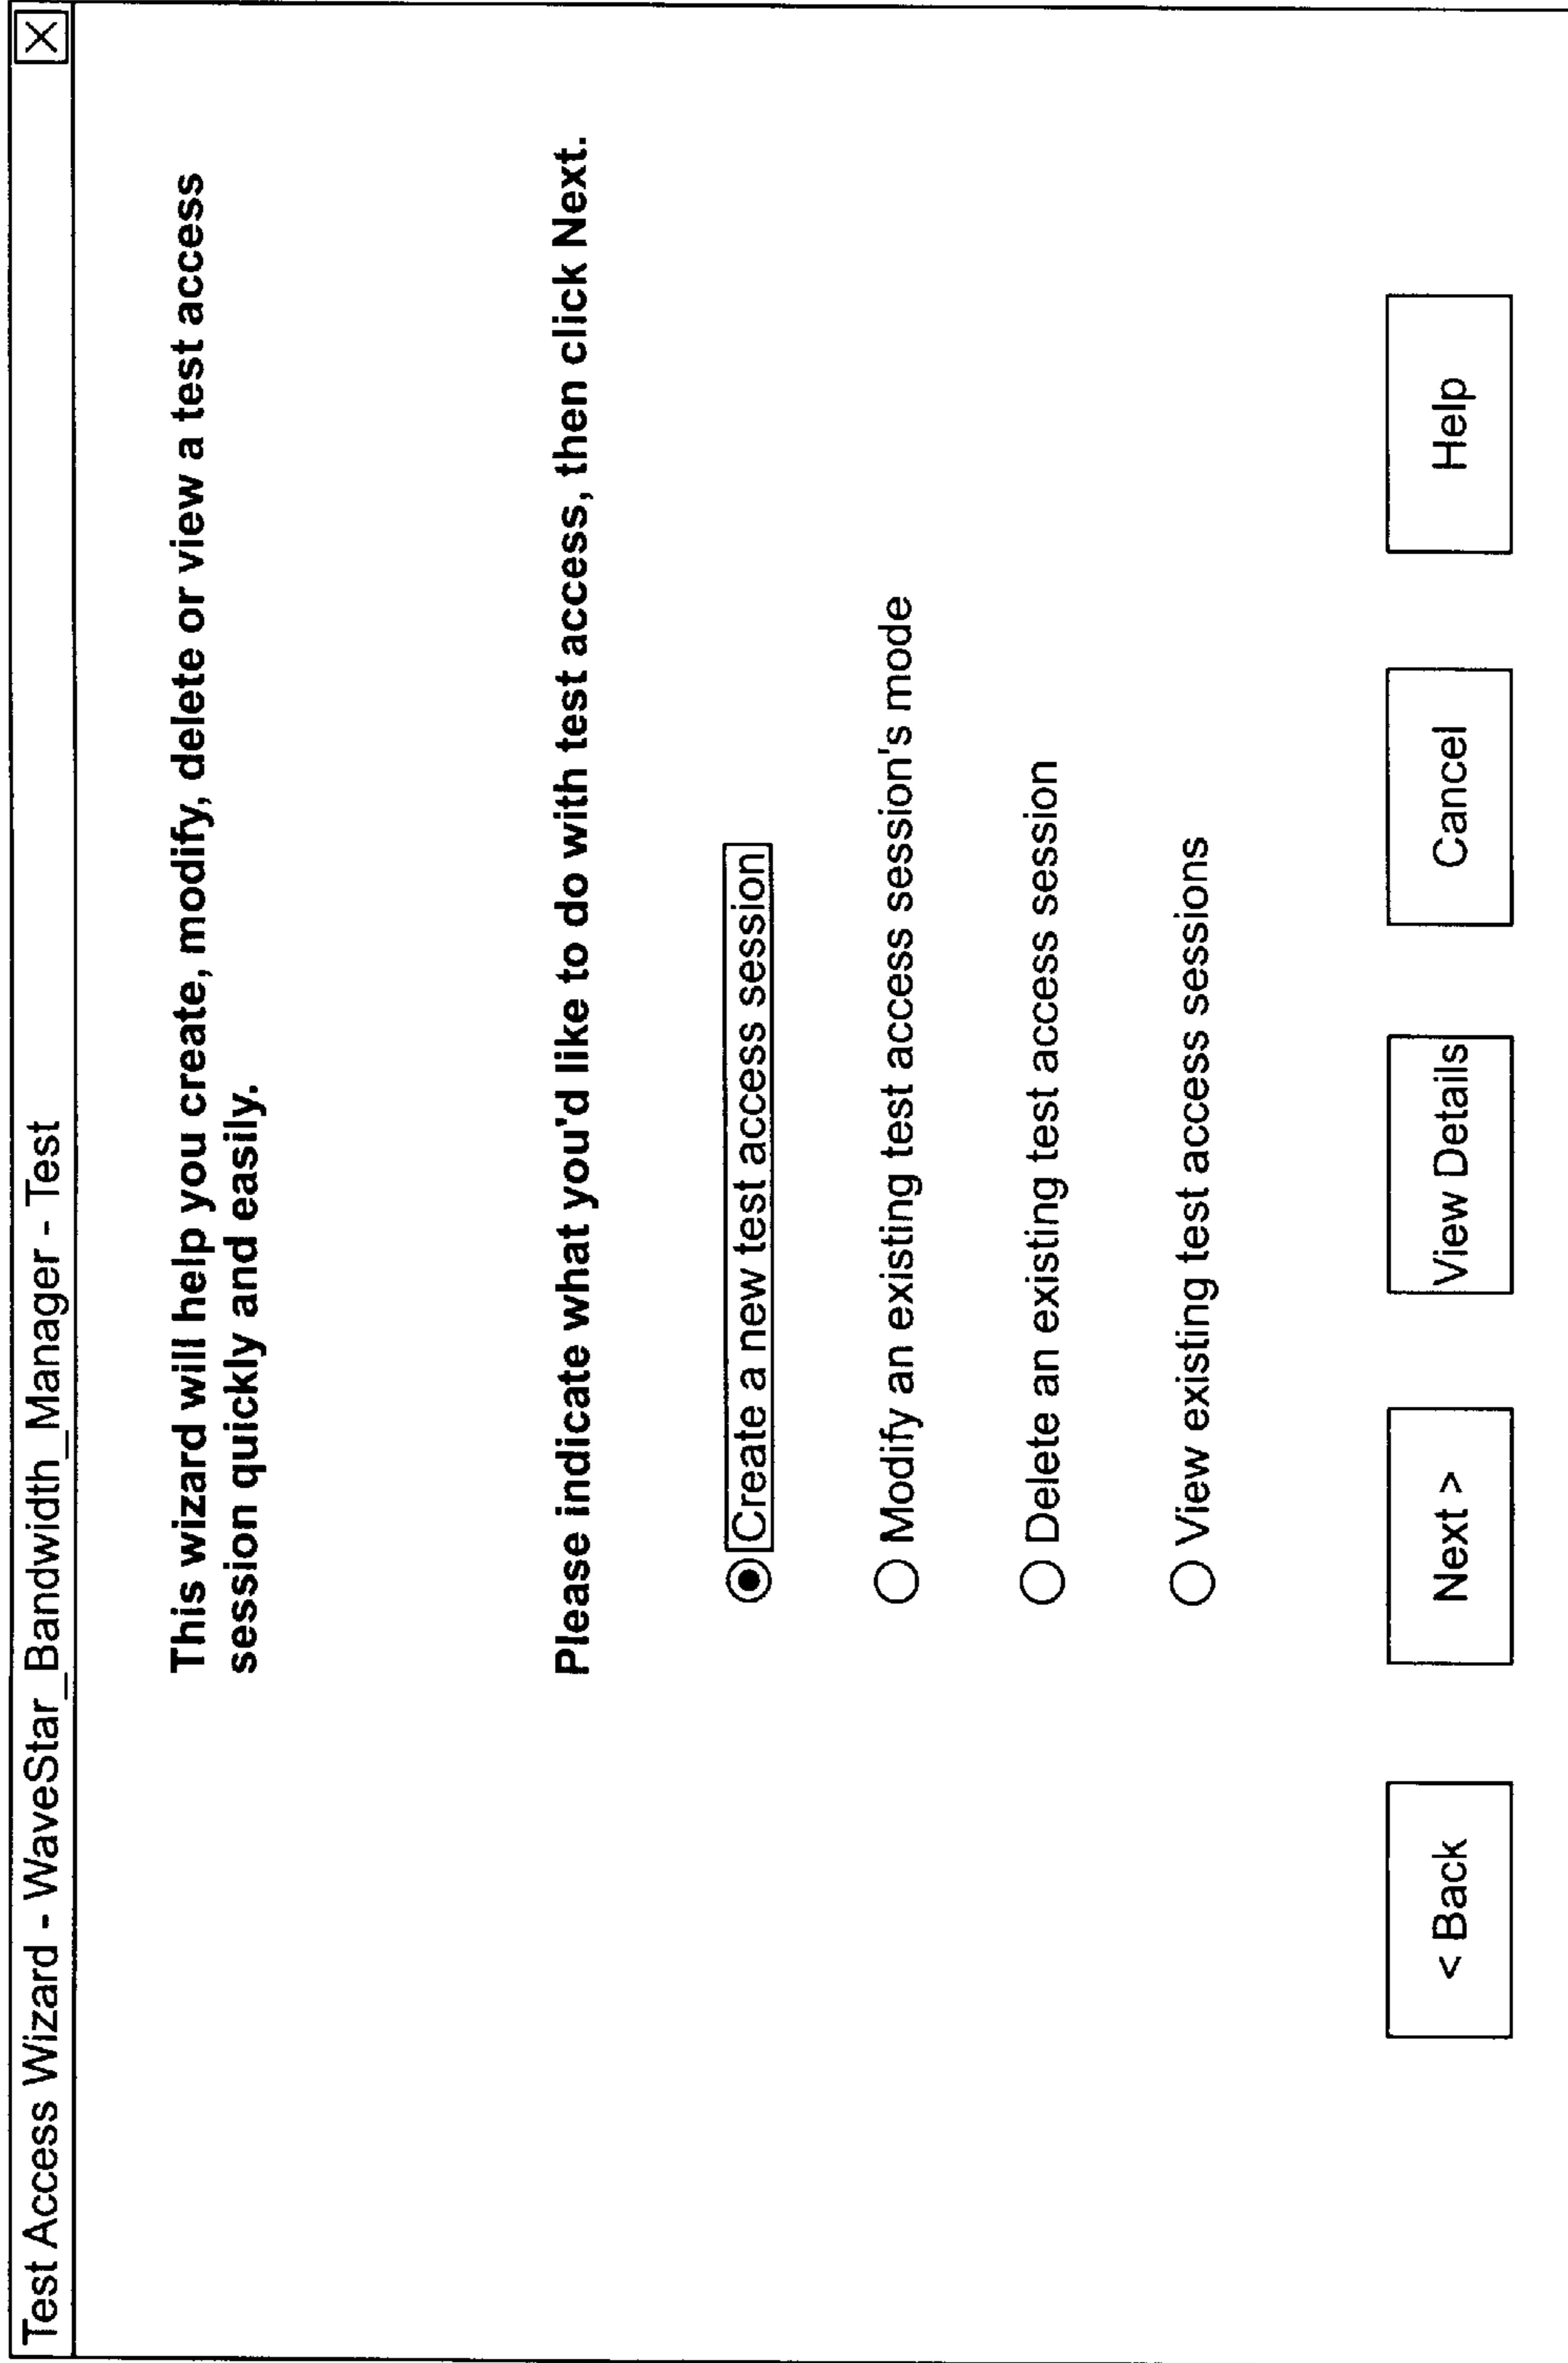 Test Access Wizard - WaveStar_Bandwidth_Manager - Test
This wizard will help you create, modify, delete or view a test access
session quickly and easily.
Please indicate what you'd like to do with test access, then click Next.
Create a new test access session
Modify an existing test access session's mode
Delete an existing test access session
View existing test access sessions
< Back
Next >
View Details
Cancel
Help